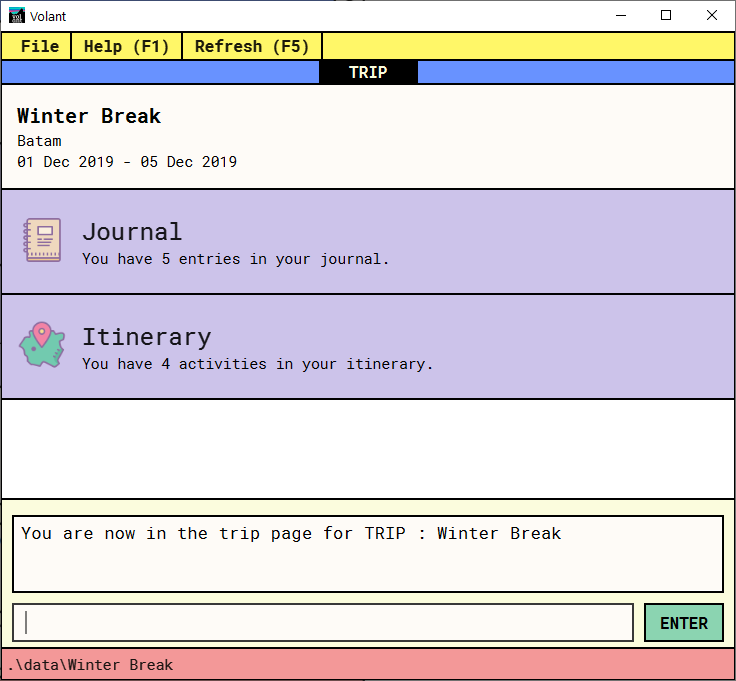 Volant
File Help (F1) Refresh (F5)
TRIP
Winter Break
Batam
01 Dec 2019 - 05 Dec 2019
Journal
You have 5 entries in your journal.
Itinerary
You have 4 activities in your itinerary.
You are now in the trip page for TRIP : Winter Break
ENTER
.\data\Winter Break